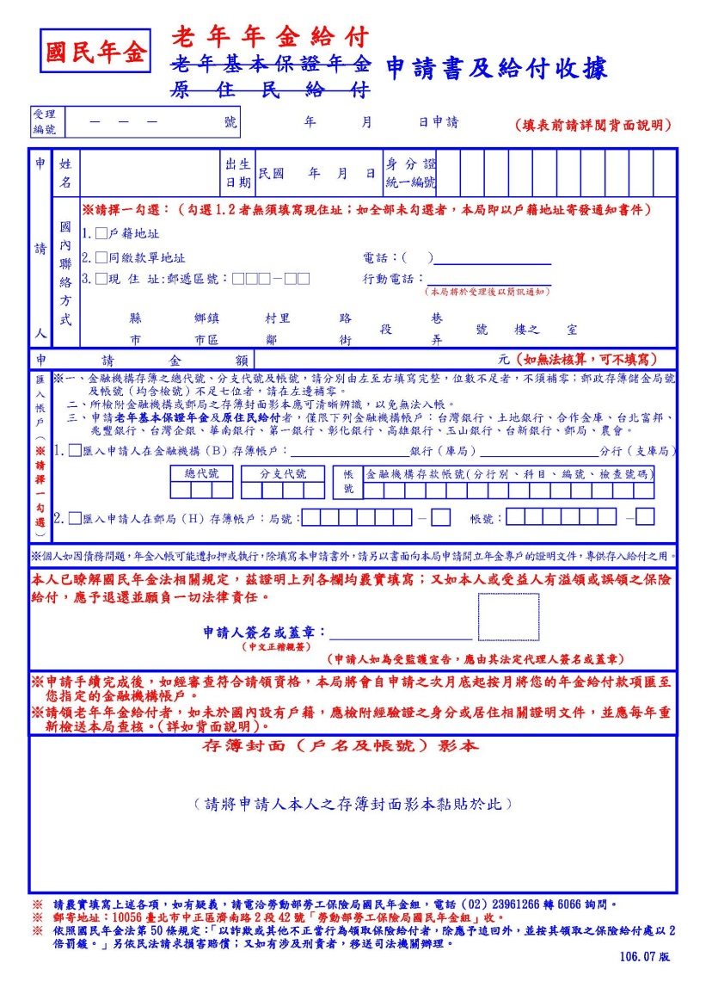 國民年金
老年年金給付
老年基本保證年金
原住民給付
申請書及給付收據
受理編號
－ － － 號
年 月 日申請
（填表前請詳閱背面說明）
申請人
姓名
出生日期
民國 年 月 日
身分證統一編號
國內聯絡方式
※請擇一勾選：（勾選1.2者無須填寫現住址；如全部未勾選者，本局即以戶籍地址寄發通知書件）
1.□戶籍地址
2.□同繳款單地址 電話：( )
3.□現住址:郵遞區號：□□□－□□ 行動電話：
（本局將於受理後以簡訊通知）
縣 鄉鎮 村里 路 巷
段 號 樓之 室
市 市區 鄰 街 弄
申請金額 元（如無法核算，可不填寫）
匯入帳戶（※請擇一勾選）
※一、金融機構存簿之總代號、分支代號及帳號，請分別由左至右填寫完整，位數不足者，不須補零；郵政存簿儲金局號
及帳號（均含檢號）不足七位者，請在左邊補零。
二、所檢附金融機構或郵局之存簿封面影本應可清晰辨識，以免無法入帳。
三、申請老年基本保證年金及原住民給付者，僅限下列金融機構帳戶：台灣銀行、土地銀行、合作金庫、台北富邦、
兆豐銀行、台灣企銀、華南銀行、第一銀行、彰化銀行、高雄銀行、玉山銀行、台新銀行、郵局、農會。
1.□匯入申請人在金融機構（B）存簿帳戶：銀行（庫局）分行（支庫局）
總代號 分支代號 帳號 金融機構存款帳號(分行別、科目、編號、檢查號碼)
2.□匯入申請人在郵局（H）存簿帳戶：局號： － 帳號： －
※個人如因債務問題，年金入帳可能遭扣押或執行，除填寫本申請書外，請另以書面向本局申請開立年金專戶的證明文件，專供存入給付之用。
本人已瞭解國民年金法相關規定，茲證明上列各欄均覈實填寫；又如本人或受益人有溢領或誤領之保險
給付，應予退還並願負一切法律責任。
申請人簽名或蓋章：
（中文正楷親簽）
（申請人如為受監護宣告，應由其法定代理人簽名或蓋章）
※申請手續完成後，如經審查符合請領資格，本局將會自申請之次月底起按月將您的年金給付款項匯至
您指定的金融機構帳戶。
※請領老年年金給付者，如未於國內設有戶籍，應檢附經驗證之身分或居住相關證明文件，並應每年重
新檢送本局查核。（詳如背面說明）。
存簿封面（戶名及帳號）影本
（請將申請人本人之存簿封面影本黏貼於此）
※ 請覈實填寫上述各項，如有疑義，請電洽勞動部勞工保險局國民年金組，電話（02）23961266 轉 6066 詢問。
※ 郵寄地址：10056 臺北市中正區濟南路 2 段 42 號「勞動部勞工保險局國民年金組」收。
※ 依照國民年金法第 50 條規定：「以詐欺或其他不正當行為領取保險給付者，除應予追回外，並按其領取之保險給付處以 2
倍罰鍰。」另依民法請求損害賠償；又如有涉及刑責者，移送司法機關辦理。
106.07 版